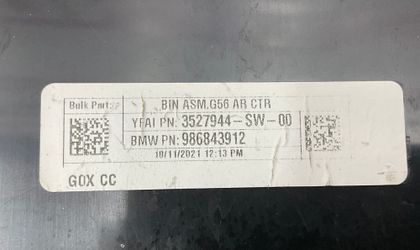 Bulk Part:
BIN ASM.G56 AR CTR
YFAI PN: 3527944-SW-00
BMW PN: 986843912
10/11/2021 12:13 PM
G0X CC